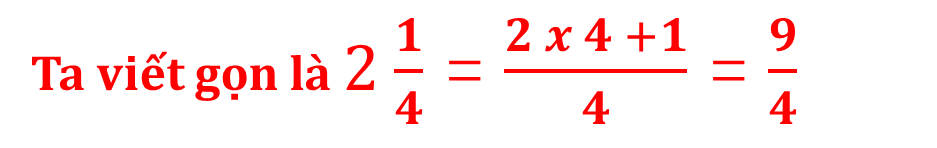 Ta viết gọn là 2 1/4 = (2 x 4 +1)/4 = 9/4